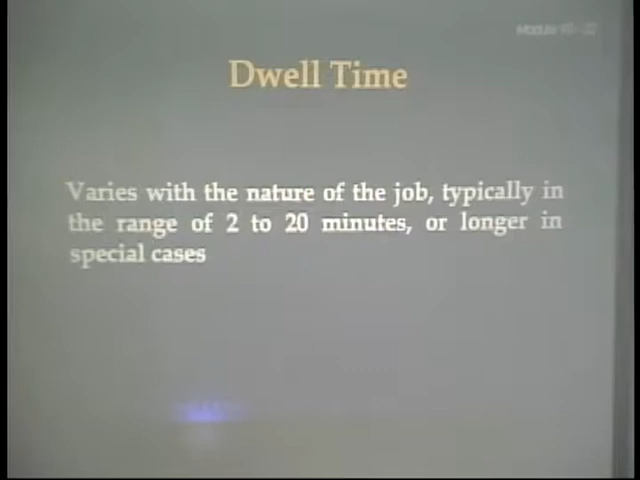 Dwell Time
Varies with the nature of the job, typically in
the range of 2 to 20 minutes, or longer in
special cases